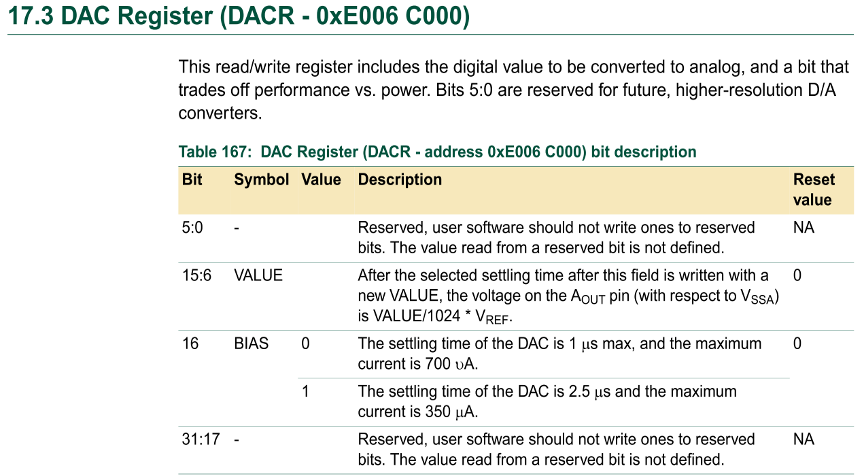 17.3 DAC Register (DACR - 0xE006 C000)
This read/write register includes the digital value to be converted to analog, and a bit that
trades off performance vs. power. Bits 5:0 are reserved for future, higher-resolution D/A
converters.
Table 167: DAC Register (DACR - address 0xE006 C000) bit description
Bit Symbol Value Description Reset
value
5:0 - Reserved, user software should not write ones to reserved NA
bits. The value read from a reserved bit is not defined.
15:6 VALUE After the selected settling time after this field is written with a 0
new VALUE, the voltage on the AOUT pin (with respect to VSSA)
is VALUE/1024 * VREF.
16 BIAS 0 The settling time of the DAC is 1 μs max, and the maximum 0
current is 700 υA.
1 The settling time of the DAC is 2.5 μs and the maximum
current is 350 μA.
31:17 - Reserved, user software should not write ones to reserved NA
bits. The value read from a reserved bit is not defined.